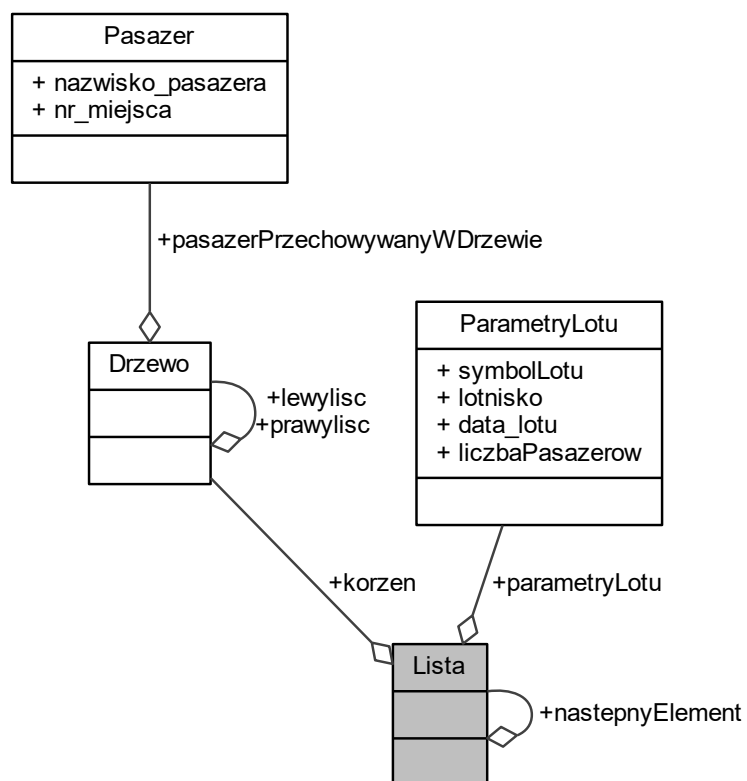 Pasazer
+ nazwisko_pasazera
+ nr_miejsca
+pasazerPrzechowywanyWDrzewie
Drzewo
+lewylisc
+prawylisc
ParametryLotu
+ symbolLotu
+ lotnisko
+ data_lotu
+ liczbaPasazerow
+korzen
+parametryLotu
Lista
+nastepnyElement